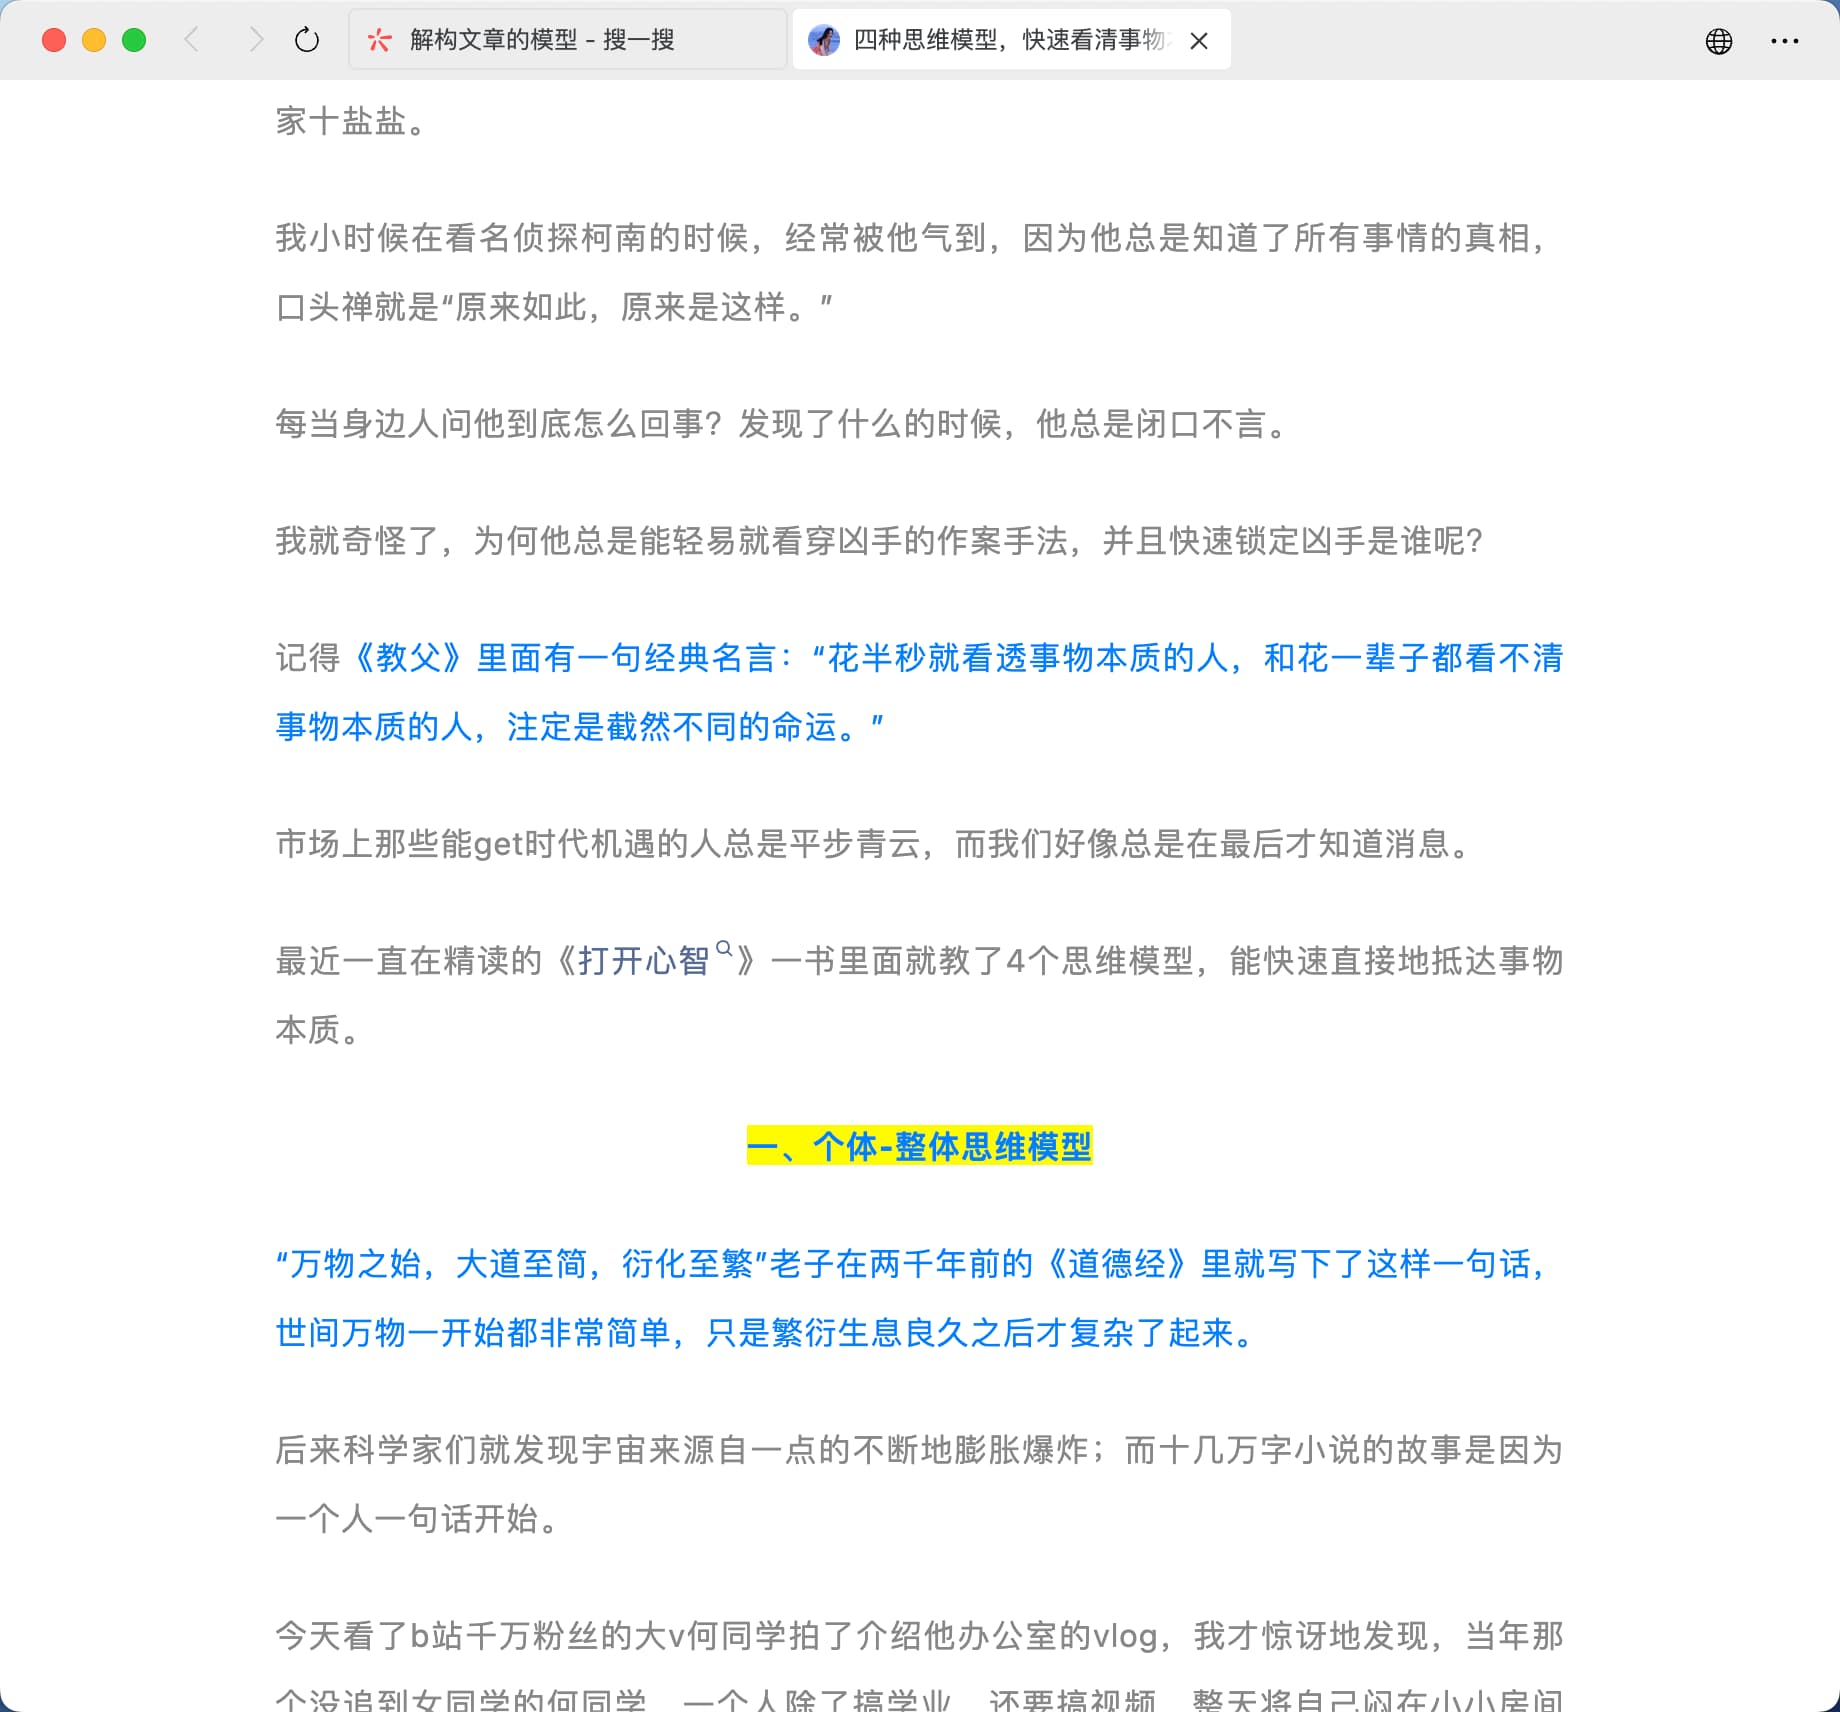 解构文章的模型 - 搜一搜
四种思维模型，快速看清事物
家十盐盐。
我小时候在看名侦探柯南的时候，经常被他气到，因为他总是知道了所有事情的真相，
口头禅就是“原来如此，原来是这样。”
每当身边人问他到底怎么回事？发现了什么的时候，他总是闭口不言。
我就奇怪了，为何他总是能轻易就看穿凶手的作案手法，并且快速锁定凶手是谁呢？
记得《教父》里面有一句经典名言：“花半秒就看透事物本质的人，和花一辈子都看不清
事物本质的人，注定是截然不同的命运。”
市场上那些能get时代机遇的人总是平步青云，而我们好像总是在最后才知道消息。
最近一直在精读的《打开心智》一书里面就教了4个思维模型，能快速直接地抵达事物
本质。
一、个体-整体思维模型
“万物之始，大道至简，衍化至繁”老子在两千年前的《道德经》里就写下了这样一句话，
世间万物一开始都非常简单，只是繁衍生息良久之后才复杂了起来。
后来科学家们就发现宇宙来源自一点的不断地膨胀爆炸；而十几万字小说的故事是因为
一个人一句话开始。
今天看了b站千万粉丝的大v何同学拍了介绍他办公室的vlog，我才惊讶地发现，当年那
个没追到女同学的何同学，一个人除了搞学业，还要搞视频，整天将自己闷在小小房间